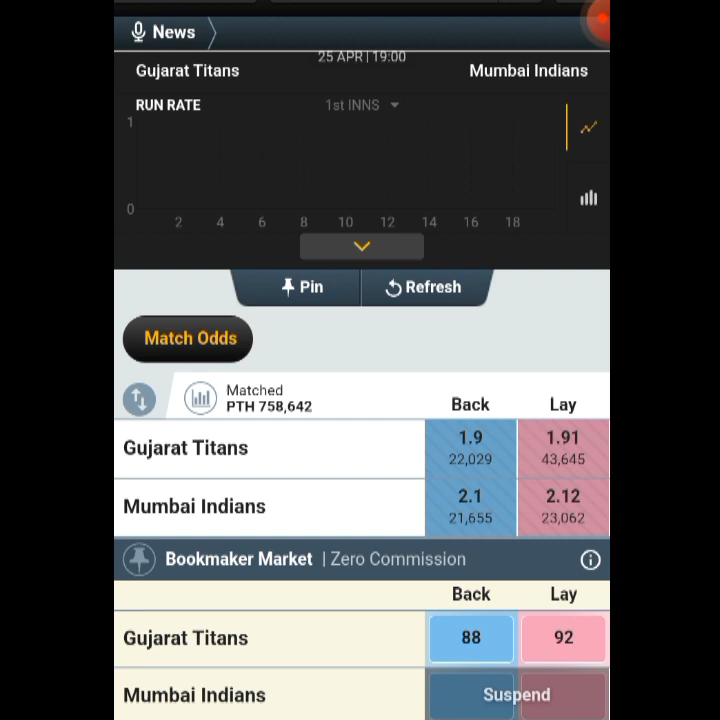 News
25 APR | 19:00
Gujarat Titans Mumbai Indians
RUN RATE 1st INNS
1
0
2 4 6 8 10 12 14 16 18
Pin Refresh
Match Odds
Matched
PTH 758,642 Back Lay
Gujarat Titans 1.9 1.91
22,029 43,645
Mumbai Indians 2.1 2.12
21,655 23,062
Bookmaker Market | Zero Commission
Back Lay
Gujarat Titans 88 92
Mumbai Indians Suspend